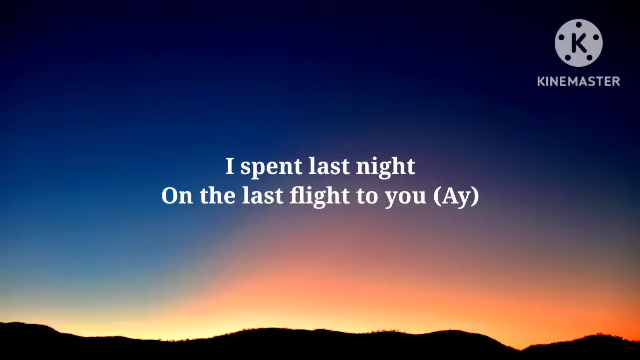 K
KINEMASTER
I spent last night
On the last flight to you (Ay)